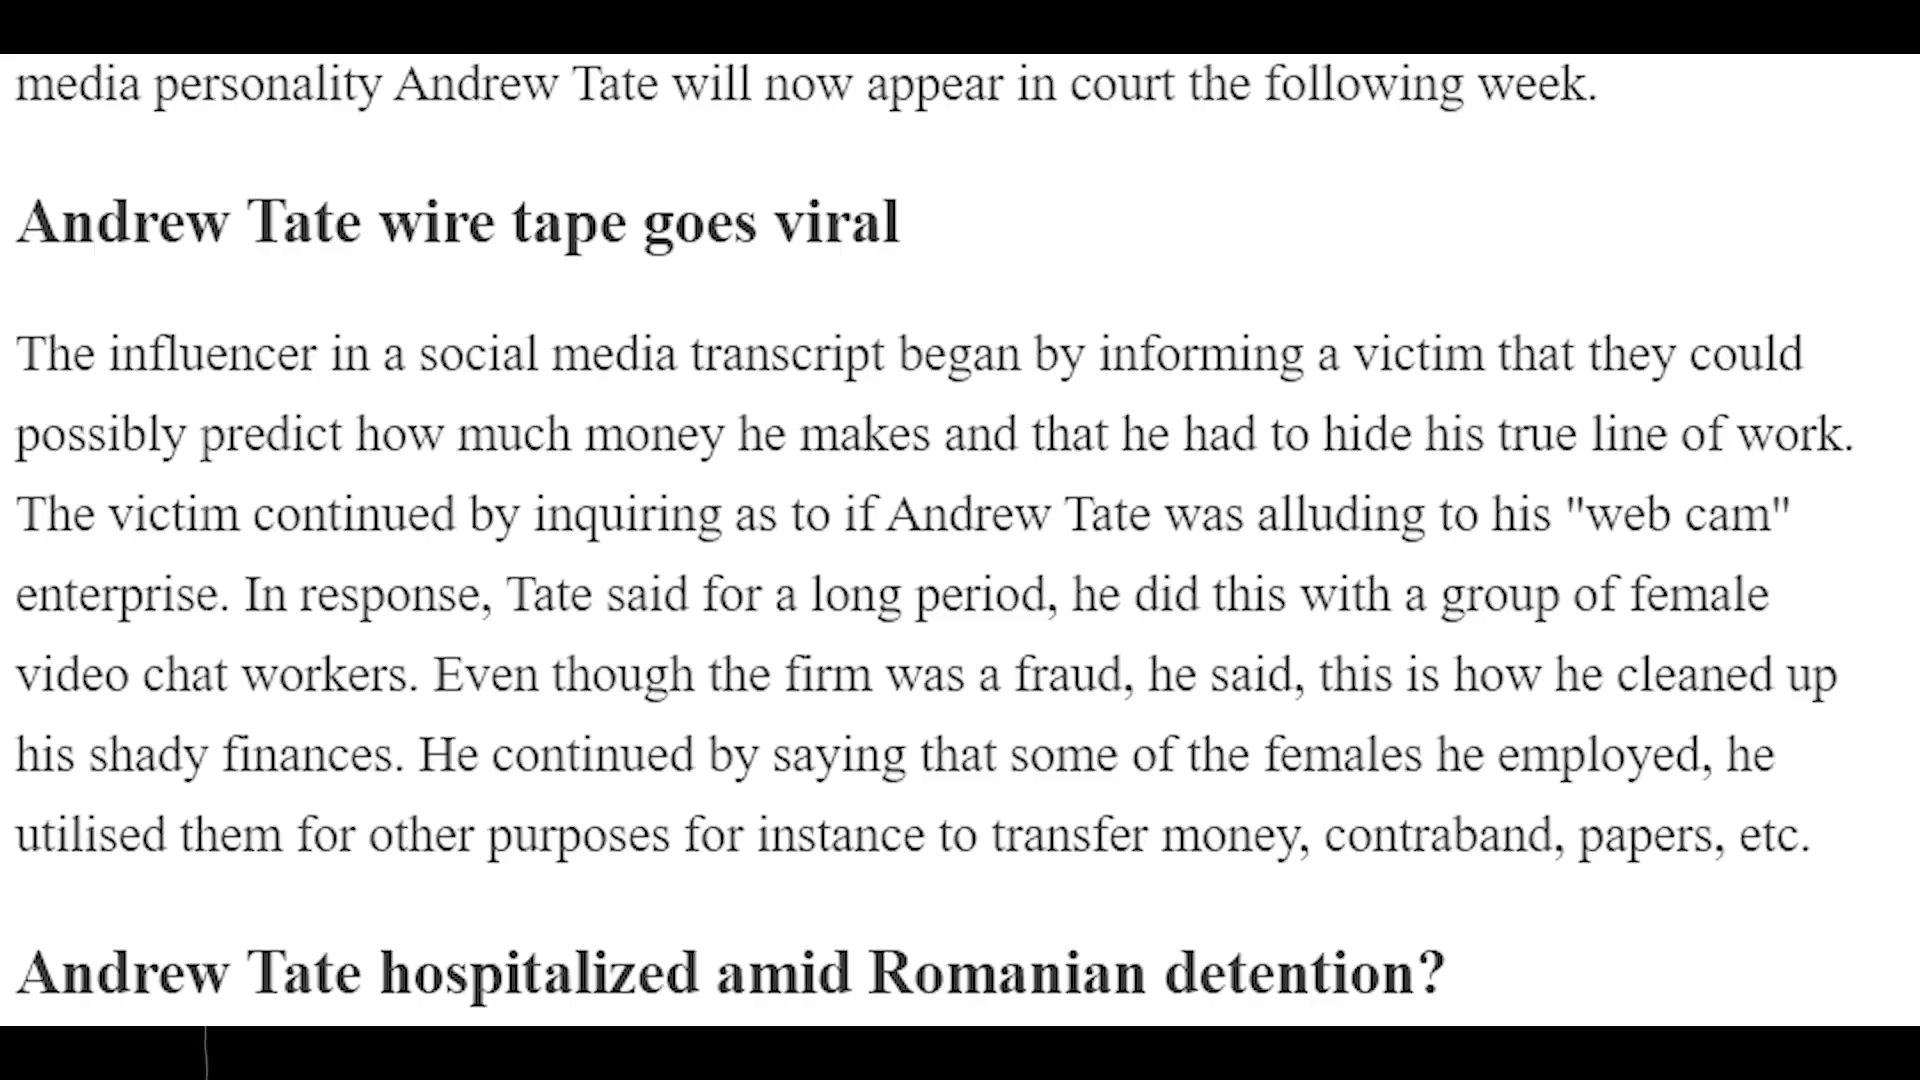 media personality Andrew Tate will now appear in court the following week.
Andrew Tate wire tape goes viral
The influencer in a social media transcript began by informing a victim that they could
possibly predict how much money he makes and that he had to hide his true line of work.
The victim continued by inquiring as to if Andrew Tate was alluding to his "web cam"
enterprise. In response, Tate said for a long period, he did this with a group of female
video chat workers. Even though the firm was a fraud, he said, this is how he cleaned up
his shady finances. He continued by saying that some of the females he employed, he
utilised them for other purposes for instance to transfer money, contraband, papers, etc.
Andrew Tate hospitalized amid Romanian detention?